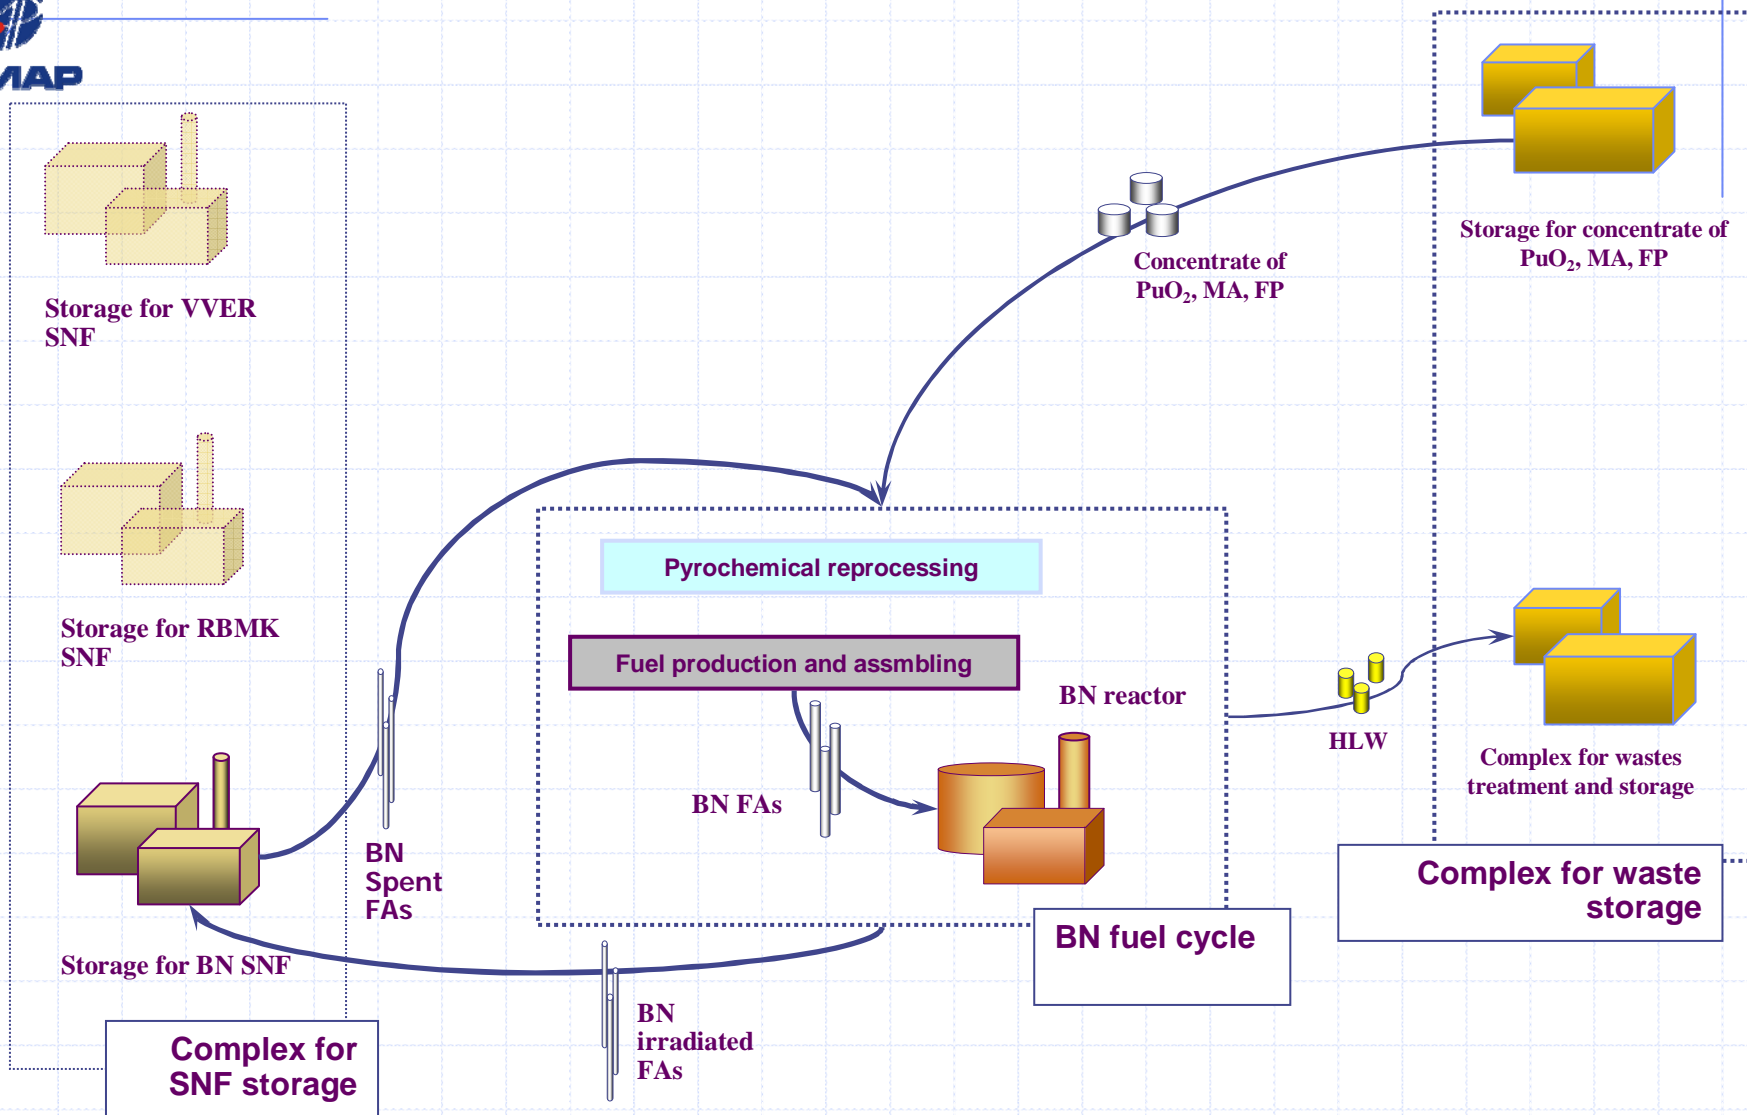 Storage for VVER
SNF
Storage for RBMK
SNF
Storage for BN SNF
Complex for
SNF storage
BN
Spent
FAs
BN
irradiated
FAs
Concentrate of
PuO₂, MA, FP
Pyrochemical reprocessing
Fuel production and assmbling
BN reactor
BN FAs
BN fuel cycle
HLW
Storage for concentrate of
PuO₂, MA, FP
Complex for wastes
treatment and storage
Complex for waste
storage